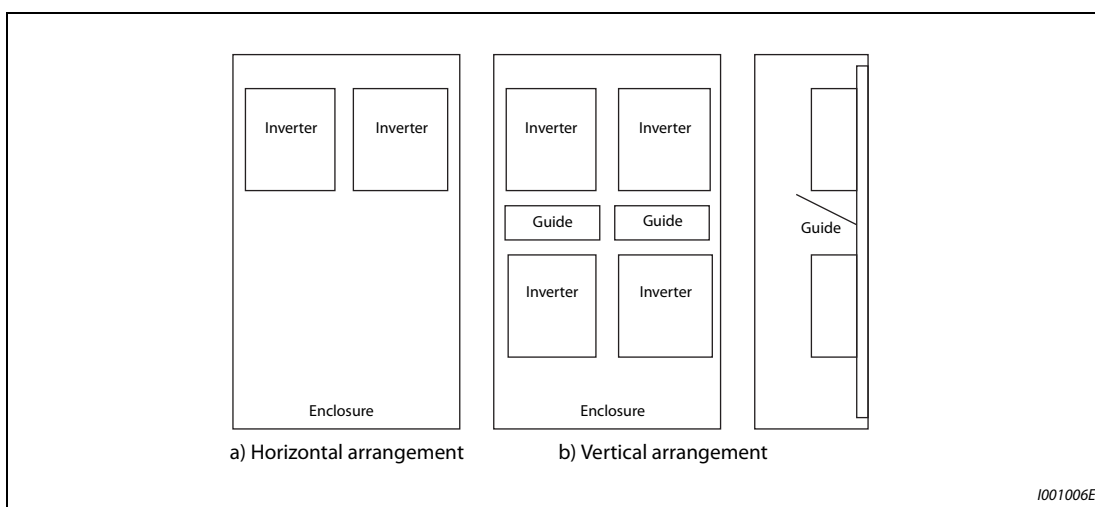 Inverter Inverter
Enclosure
a) Horizontal arrangement
Inverter Inverter
Guide Guide
Inverter Inverter
Enclosure
b) Vertical arrangement
Guide
I001006E